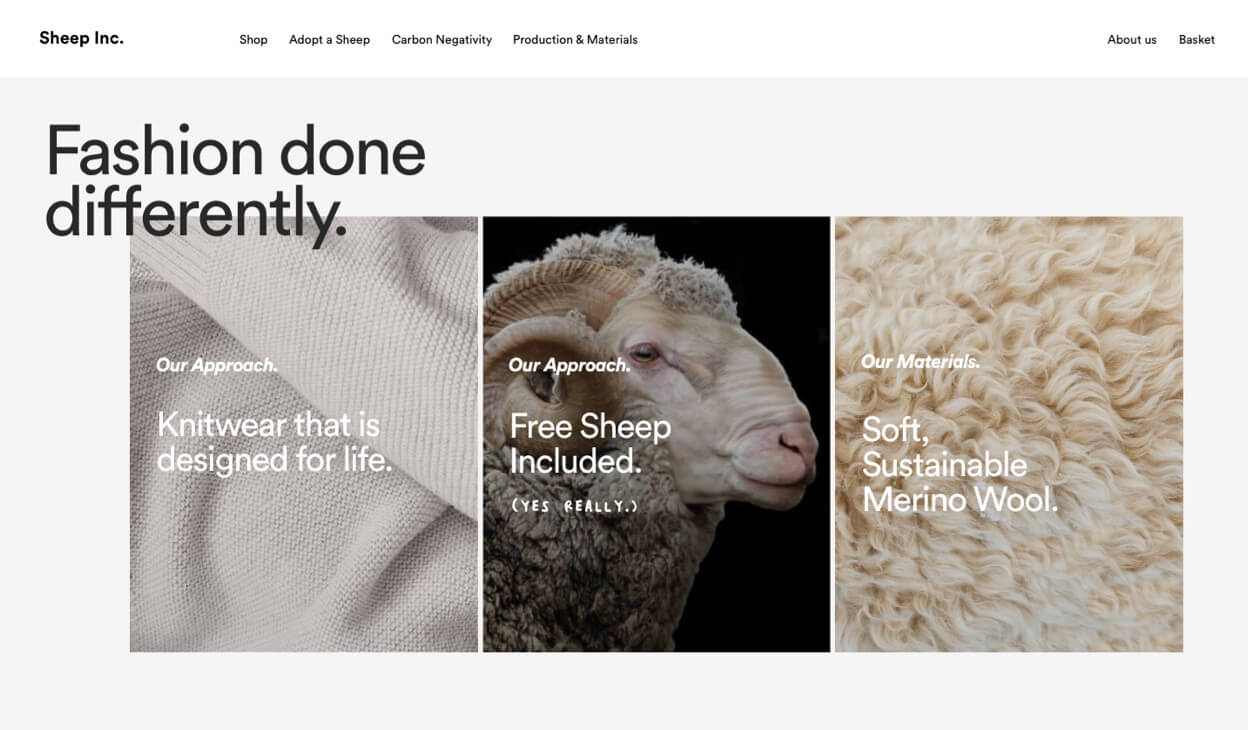 Sheep Inc.
Shop
Adopt a Sheep
Carbon Negativity
Production & Materials
About us
Basket
Fashion done
differently.
Our Approach.
Knitwear that is
designed for life.
Our Approach.
Free Sheep
Included.
(YES REALLY.)
Our Materials.
Soft,
Sustainable
Merino Wool.